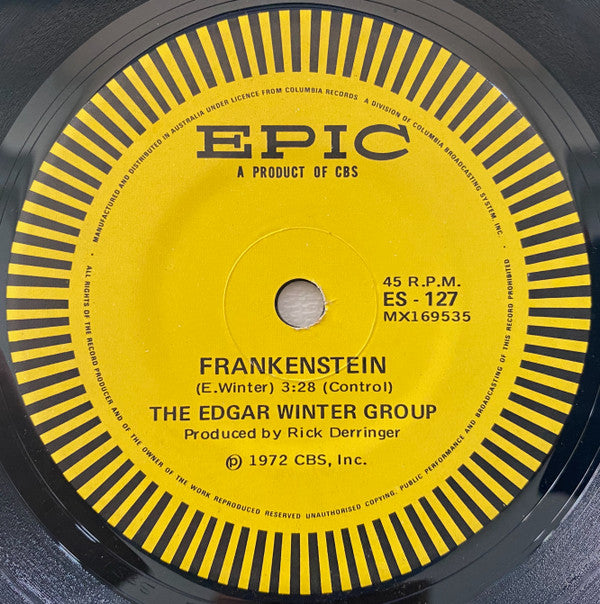 MANUFACTURED AND DISTRIBUTED IN AUSTRALIA UNDER LICENCE FROM COLUMBIA RECORDS • A DIVISION OF COLUMBIA BROADCASTING SYSTEM, INC. •
EPIC
A PRODUCT OF CBS
45 R.P.M.
ES - 127
MX169535
FRANKENSTEIN
(E.Winter) 3:28 (Control)
THE EDGAR WINTER GROUP
Produced by Rick Derringer
℗ 1972 CBS, Inc.
• ALL RIGHTS OF THE RECORD PRODUCER AND OF THE OWNER OF THE WORK REPRODUCED RESERVED UNAUTHORISED COPYING, PUBLIC PERFORMANCE AND BROADCASTING OF THIS RECORD PROHIBITED